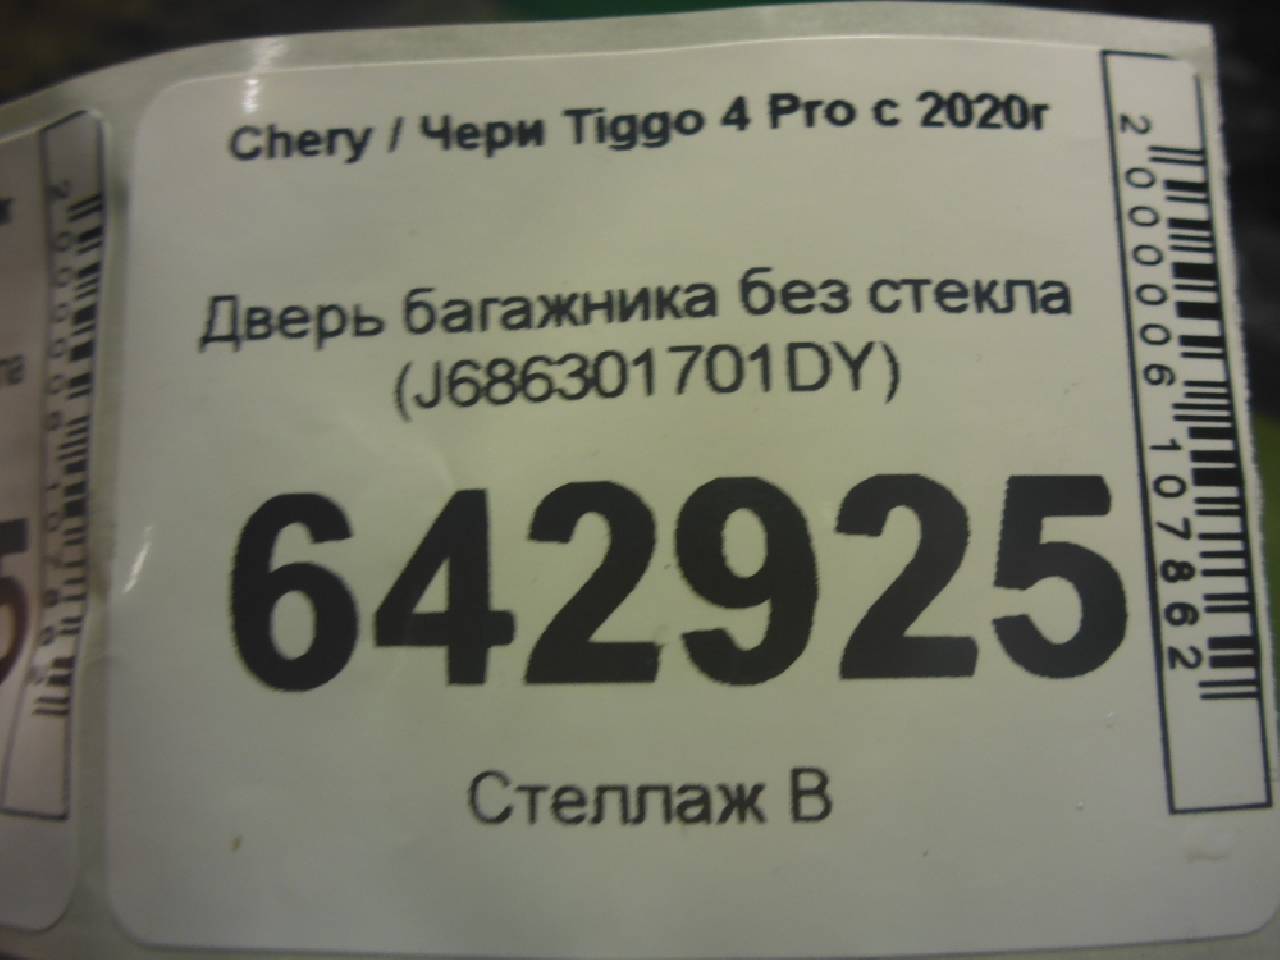 Chery / Чери Tiggo 4 Pro с 2020г
Дверь багажника без стекла
(J686301701DY)
642925
Стеллаж В
2000006107862